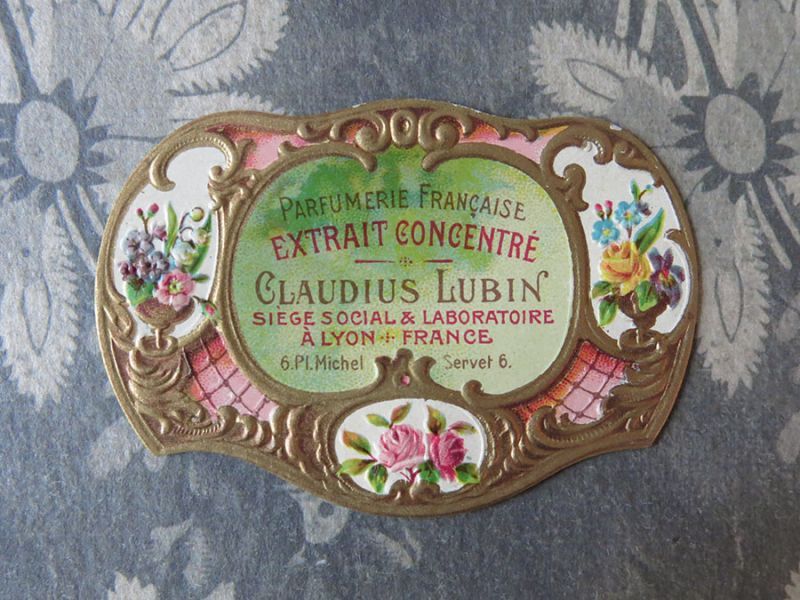 PARFUMERIE FRANÇAISE
EXTRAIT CONCENTRÉ
CLAUDIUS LUBIN
SIEGE SOCIAL & LABORATOIRE
À LYON FRANCE
6.Pl. Michel Servet 6.